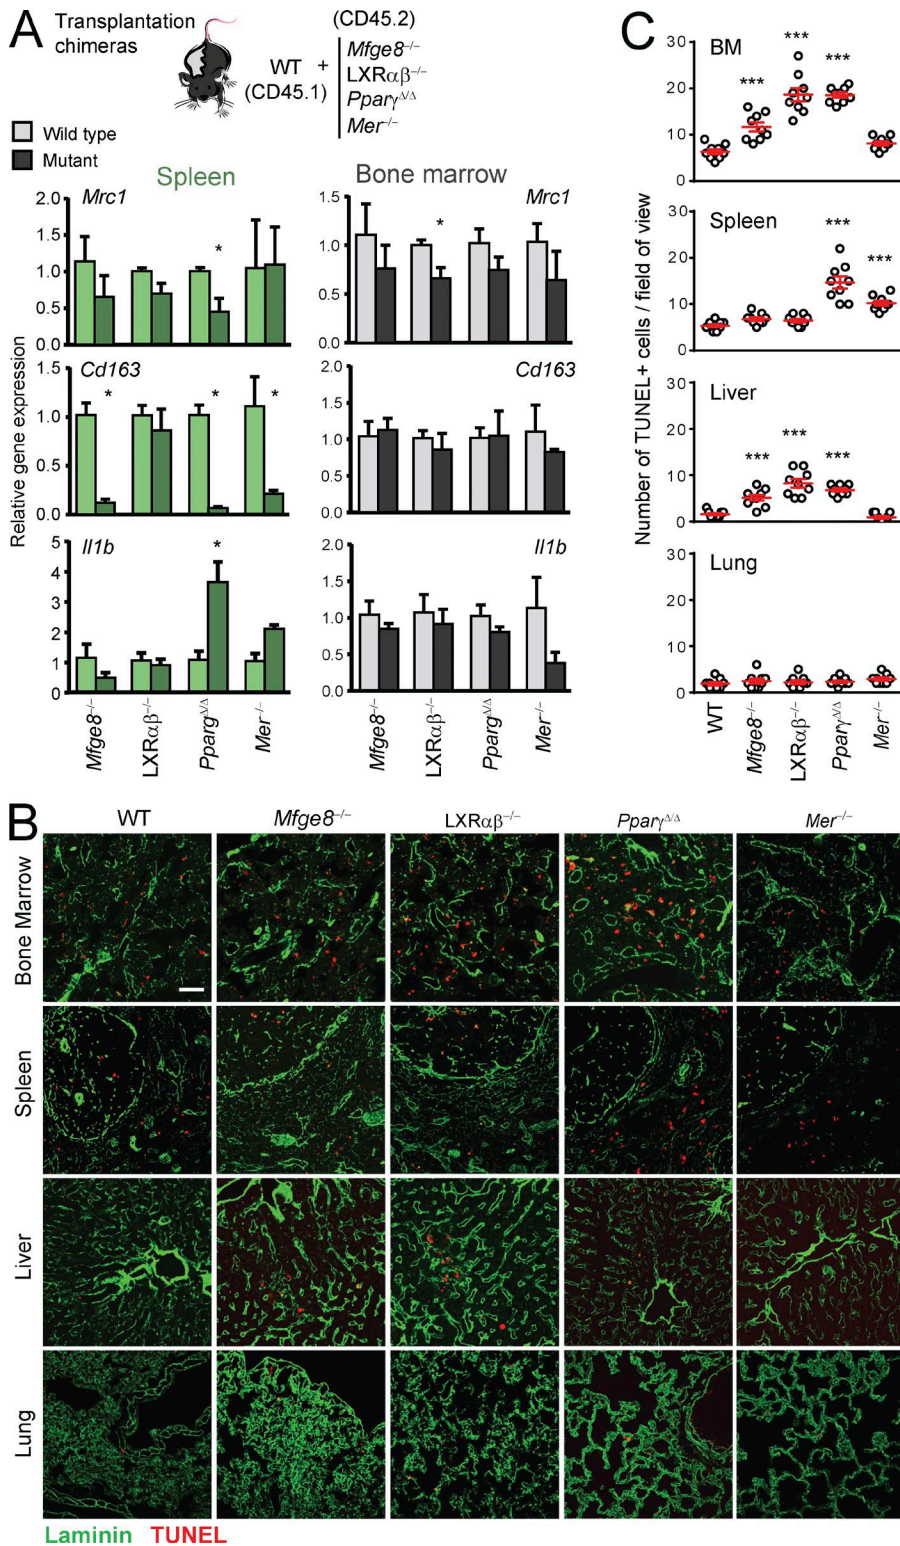 A
Transplantation
chimeras
WT
(CD45.1)
+
(CD45.2)
Mfge8–/–
LXRαβ–/–
PparγΔ/Δ
Mer–/–
Wild type
Mutant
Spleen
Bone marrow
Relative gene expression
Mrc1
2.0
1.5
1.0
0.5
0.0
*
Mrc1
1.5
1.0
0.5
0.0
*
Cd163
1.5
1.0
0.5
0.0
* * *
Cd163
2.0
1.5
1.0
0.5
0.0
Il1b
5
4
3
2
1
0
*
Il1b
2.0
1.5
1.0
0.5
0.0
Mfge8–/–
LXRαβ–/–
PpargΔ/Δ
Mer–/–
Mfge8–/–
LXRαβ–/–
PpargΔ/Δ
Mer–/–
C
Number of TUNEL+ cells / field of view
BM
30
20
10
0
*** *** ***
Spleen
30
20
10
0
*** ***
Liver
30
20
10
0
*** *** ***
Lung
30
20
10
0
WT
Mfge8–/–
LXRαβ–/–
PparγΔ/Δ
Mer–/–
B
WT Mfge8–/– LXRαβ–/– PparγΔ/Δ Mer–/–
Bone Marrow
Spleen
Liver
Lung
Laminin TUNEL